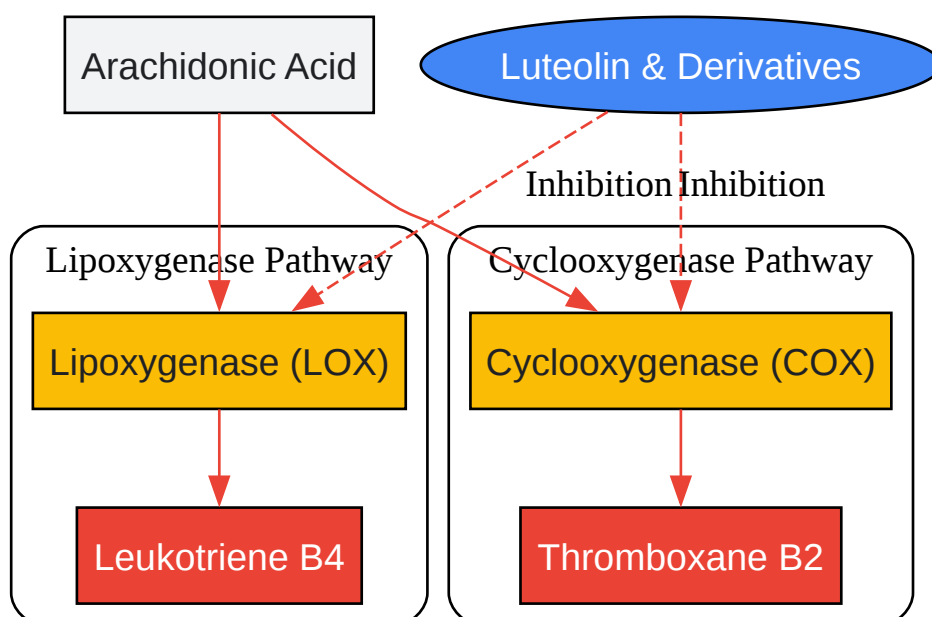 Arachidonic Acid
Luteolin & Derivatives
Inhibition
Inhibition
Lipoxygenase Pathway
Cyclooxygenase Pathway
Lipoxygenase (LOX)
Cyclooxygenase (COX)
Leukotriene B4
Thromboxane B2